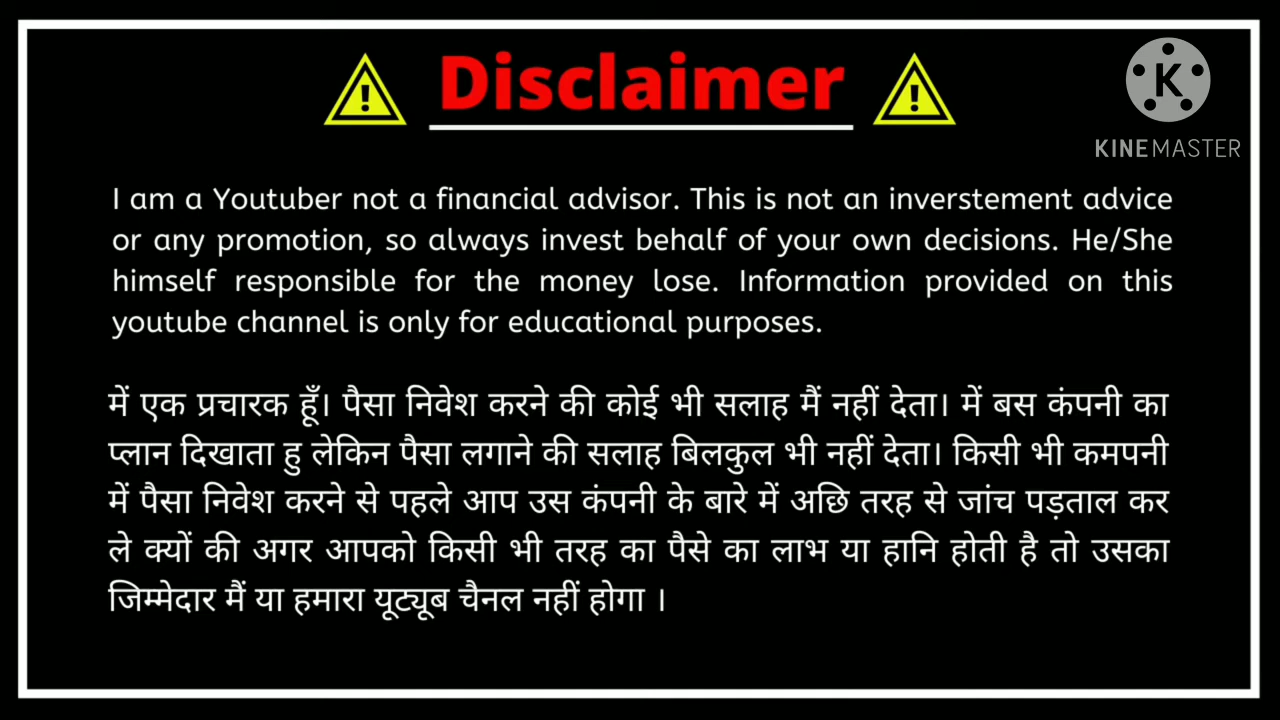 Disclaimer
KINEMASTER
I am a Youtuber not a financial advisor. This is not an inverstement advice
or any promotion, so always invest behalf of your own decisions. He/She
himself responsible for the money lose. Information provided on this
youtube channel is only for educational purposes.
में एक प्रचारक हूँ। पैसा निवेश करने की कोई भी सलाह मैं नहीं देता। में बस कंपनी का
प्लान दिखाता हु लेकिन पैसा लगाने की सलाह बिलकुल भी नहीं देता। किसी भी कमपनी
में पैसा निवेश करने से पहले आप उस कंपनी के बारे में अछि तरह से जांच पड़ताल कर
ले क्यों की अगर आपको किसी भी तरह का पैसे का लाभ या हानि होती है तो उसका
जिम्मेदार मैं या हमारा यूट्यूब चैनल नहीं होगा ।